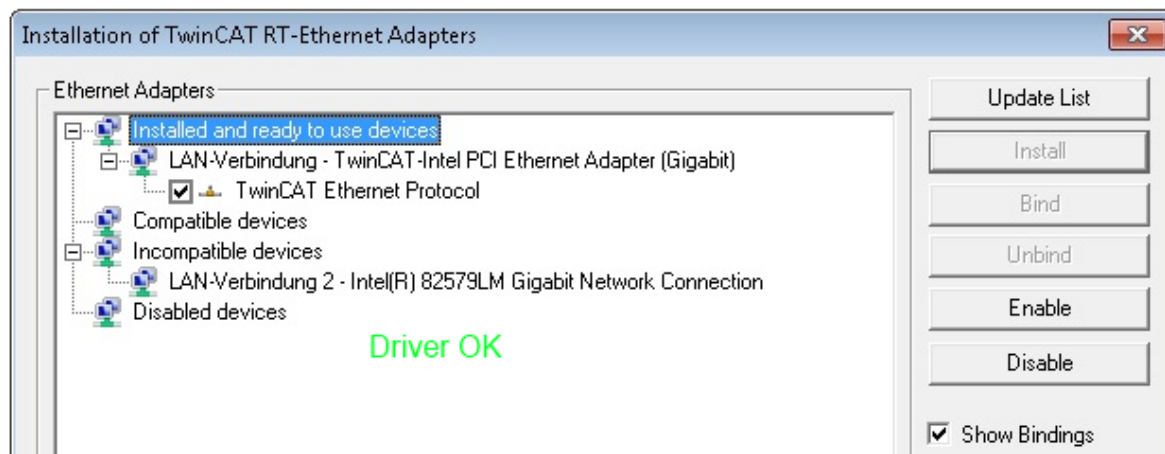 Installation of TwinCAT RT-Ethernet Adapters
Ethernet Adapters
Installed and ready to use devices
LAN-Verbindung - TwinCAT-Intel PCI Ethernet Adapter (Gigabit)
TwinCAT Ethernet Protocol
Compatible devices
Incompatible devices
LAN-Verbindung 2 - Intel(R) 82579LM Gigabit Network Connection
Disabled devices
Driver OK
Update List
Install
Bind
Unbind
Enable
Disable
Show Bindings